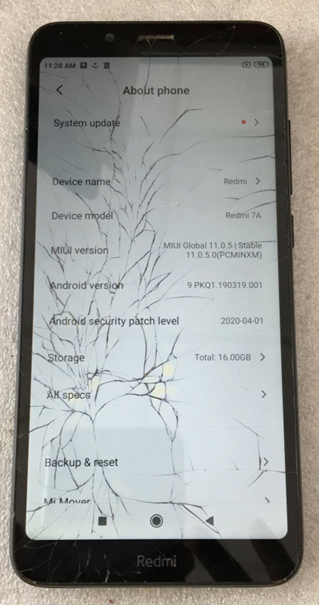 11:28 AM
94
About phone
System update
Device name Redmi
Device model Redmi 7A
MIUI version MIUI Global 11.0.5 | Stable
11.0.5.0(PCMINXM)
Android version 9 PKQ1.190319.001
Android security patch level 2020-04-01
Storage Total: 16.00GB
All specs
Backup & reset
Mi Mover
Redmi